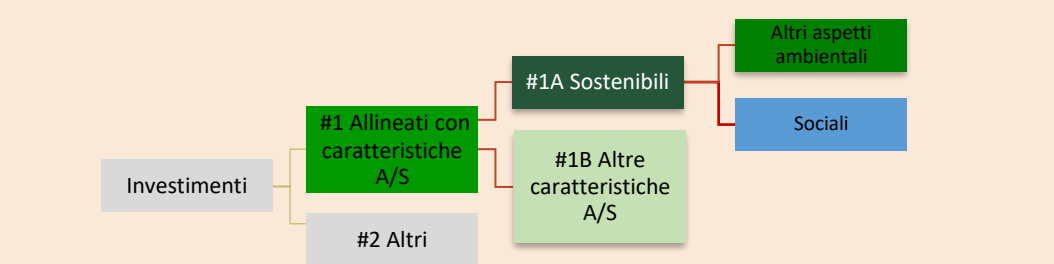 Altri aspetti
ambientali
#1A Sostenibili
#1 Allineati con
caratteristiche
A/S
Sociali
#1B Altre
caratteristiche
A/S
Investimenti
#2 Altri